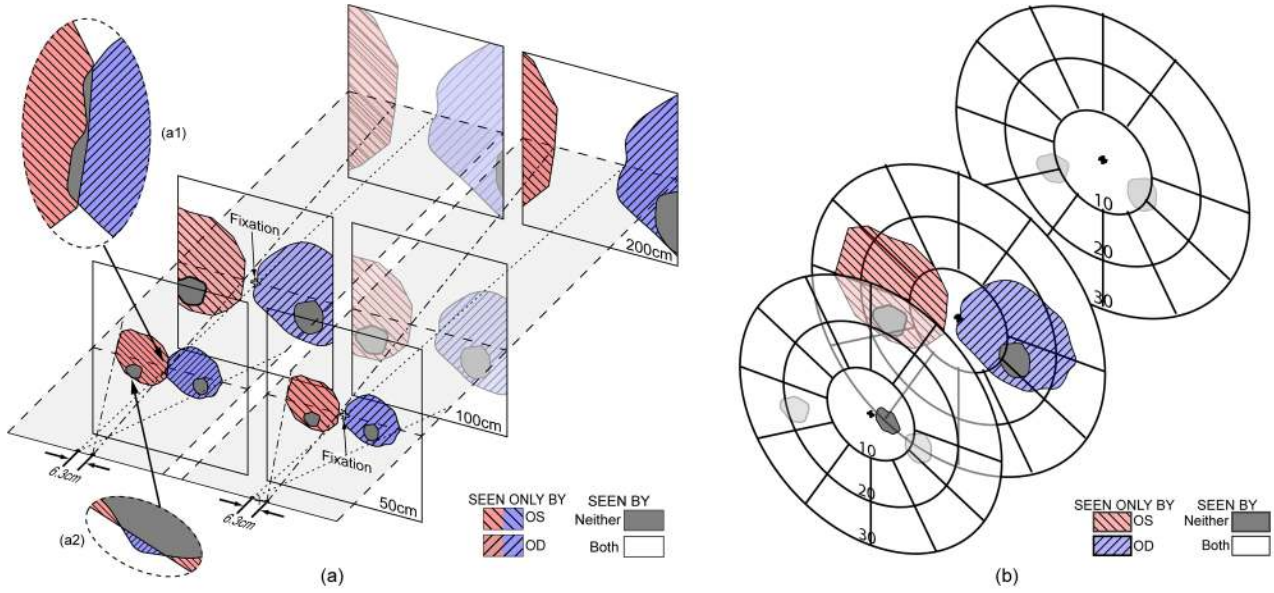 (a1)
Fixation
200cm
100cm
Fixation
50cm
6.3cm
6.3cm
(a2)
SEEN ONLY BY SEEN BY
OS Neither
OD Both
(a)
10
20
30
10
20
30
SEEN ONLY BY SEEN BY
OS Neither
OD Both
(b)